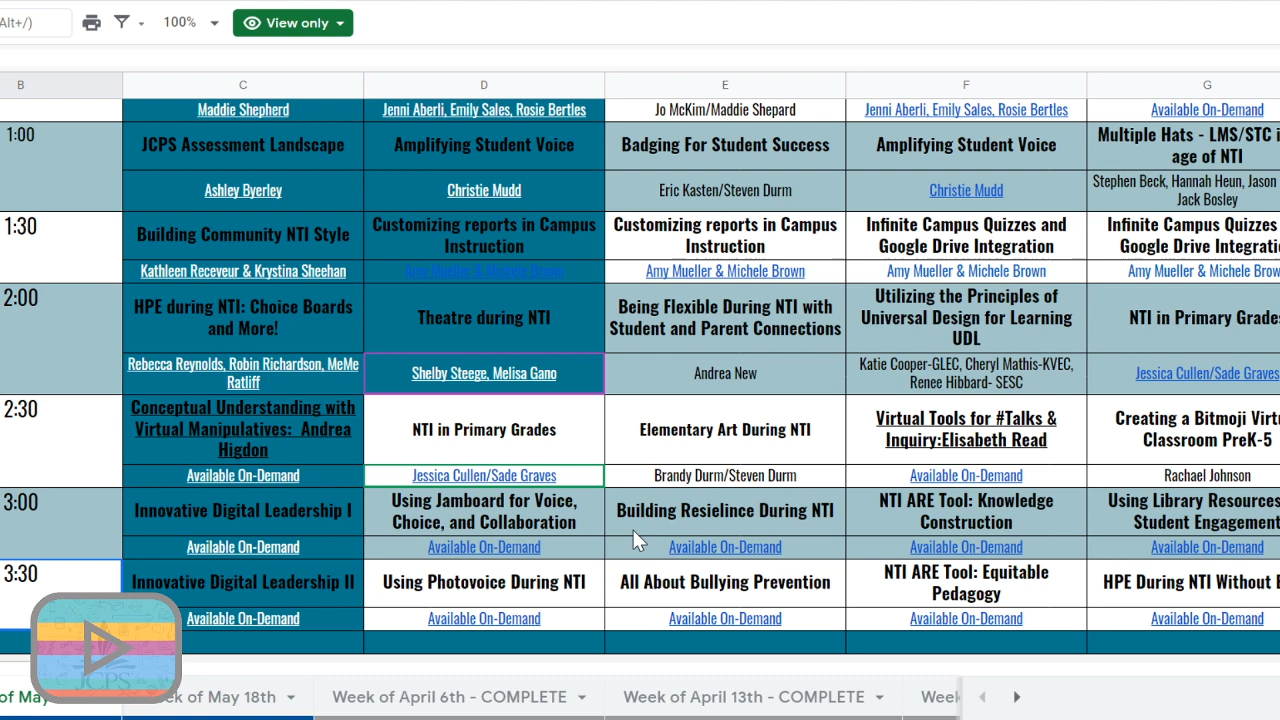 Alt+/)
100%
View only
B
C
D
E
F
G
Maddie Shepherd
Jenni Aberli, Emily Sales, Rosie Bertles
Jo McKim/Maddie Shepard
Jenni Aberli, Emily Sales, Rosie Bertles
Available On-Demand
1:00
JCPS Assessment Landscape
Amplifying Student Voice
Badging For Student Success
Amplifying Student Voice
Multiple Hats - LMS/STC i
age of NTI
Ashley Byerley
Christie Mudd
Eric Kasten/Steven Durm
Christie Mudd
Stephen Beck, Hannah Heun, Jason
Jack Bosley
1:30
Building Community NTI Style
Customizing reports in Campus
Instruction
Customizing reports in Campus
Instruction
Infinite Campus Quizzes and
Google Drive Integration
Infinite Campus Quizzes
Google Drive Integrati
Kathleen Receveur & Krystina Sheehan
Amy Mueller & Michele Brown
Amy Mueller & Michele Brown
Amy Mueller & Michele Brown
Amy Mueller & Michele B
2:00
HPE during NTI: Choice Boards
and More!
Theatre during NTI
Being Flexible During NTI with
Student and Parent Connections
Utilizing the Principles of
Universal Design for Learning
UDL
NTI in Primary Grades
Rebecca Reynolds, Robin Richardson, MeMe
Ratliff
Shelby Steege, Melisa Gano
Andrea New
Katie Cooper-GLEC, Cheryl Mathis-KVEC,
Renee Hibbard- SESC
Jessica Cullen/Sade Graves
2:30
Conceptual Understanding with
Virtual Manipulatives: Andrea
Higdon
NTI in Primary Grades
Elementary Art During NTI
Virtual Tools for #Talks &
Inquiry:Elisabeth Read
Creating a Bitmoji Virtu
Classroom PreK-5
Available On-Demand
Jessica Cullen/Sade Graves
Brandy Durm/Steven Durm
Available On-Demand
Rachael Johnson
3:00
Innovative Digital Leadership I
Using Jamboard for Voice,
Choice, and Collaboration
Building Resielince During NTI
NTI ARE Tool: Knowledge
Construction
Using Library Resources
Student Engagement
Available On-Demand
Available On-Demand
Available On-Demand
Available On-Demand
Available On-Demand
3:30
Innovative Digital Leadership II
Using Photovoice During NTI
All About Bullying Prevention
NTI ARE Tool: Equitable
Pedagogy
HPE During NTI Without E
Available On-Demand
Available On-Demand
Available On-Demand
Available On-Demand
Available On-Demand
JCPS
of May
k of May 18th
Week of April 6th - COMPLETE
Week of April 13th - COMPLETE
Week